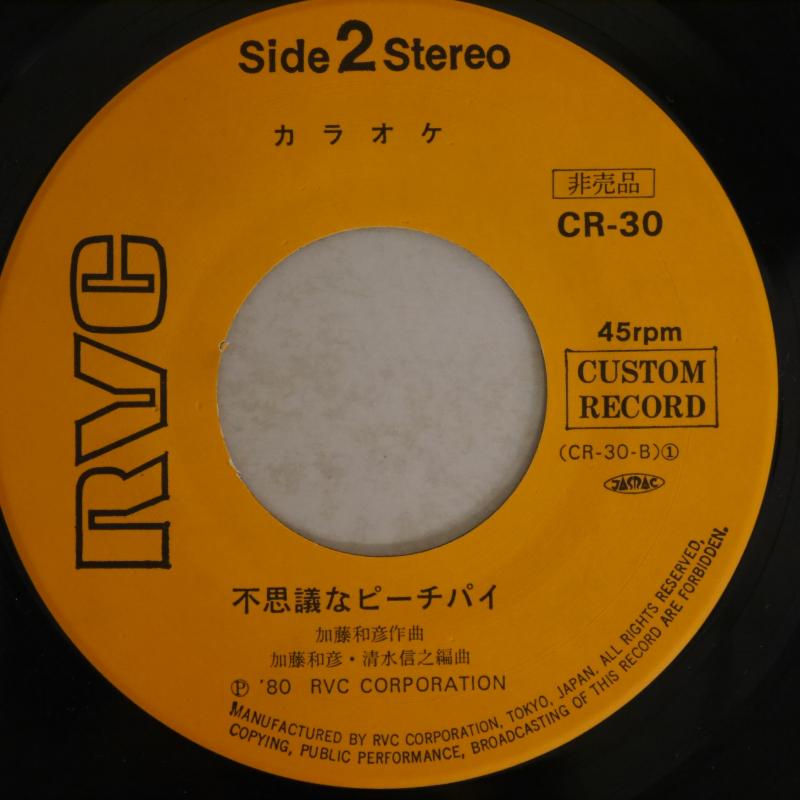 Side 2 Stereo
カラオケ
非売品
CR-30
RVC
45rpm
CUSTOM
RECORD
(CR-30-B)①
JASRAC
不思議なピーチパイ
加藤和彦作曲
加藤和彦・清水信之編曲
Ⓟ '80 RVC CORPORATION
MANUFACTURED BY RVC CORPORATION, TOKYO, JAPAN, ALL RIGHTS RESERVED,
COPYING, PUBLIC PERFORMANCE, BROADCASTING OF THIS RECORD ARE FORBIDDEN.